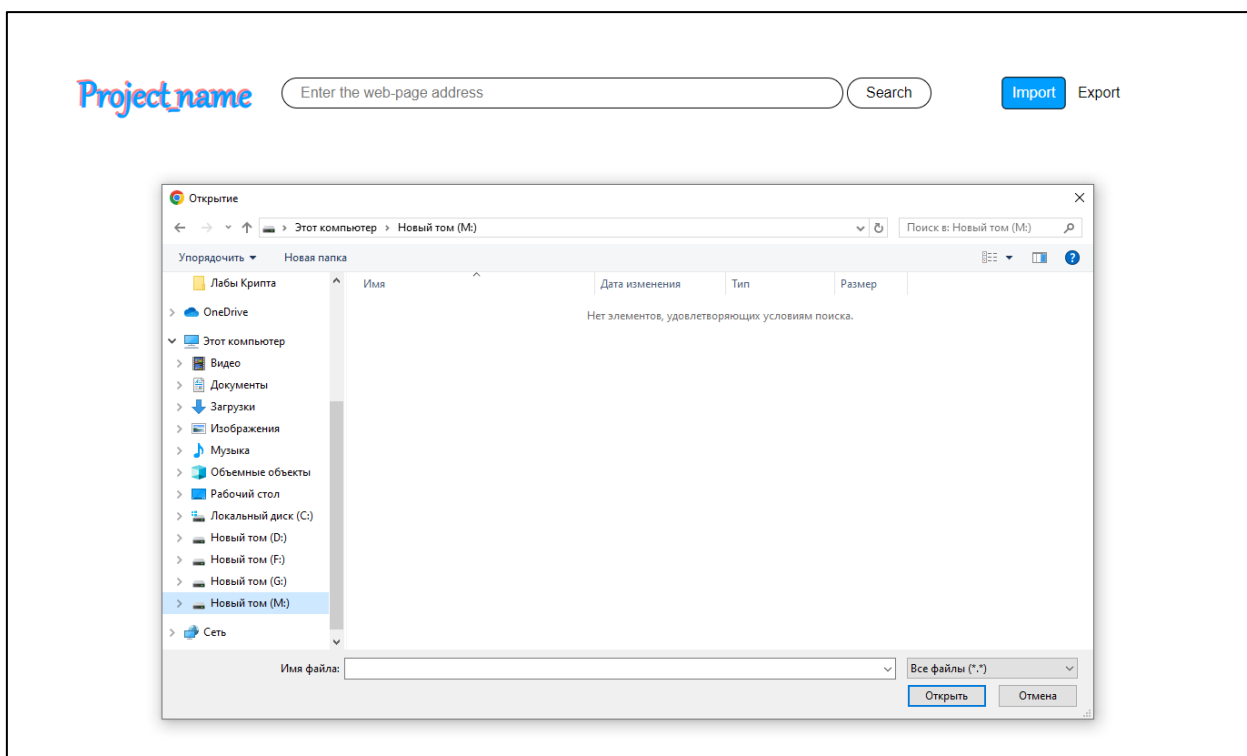 Project_name Enter the web-page address Search Import Export
Открытие
Этот компьютер › Новый том (M:) Поиск в: Новый том (M:)
Упорядочить Новая папка
Имя Дата изменения Тип Размер
Нет элементов, удовлетворяющих условиям поиска.
Лабы Крипта
OneDrive
Этот компьютер
Видео
Документы
Загрузки
Изображения
Музыка
Объемные объекты
Рабочий стол
Локальный диск (C:)
Новый том (D:)
Новый том (F:)
Новый том (G:)
Новый том (M:)
Сеть
Имя файла: Все файлы (*.*)
Открыть Отмена